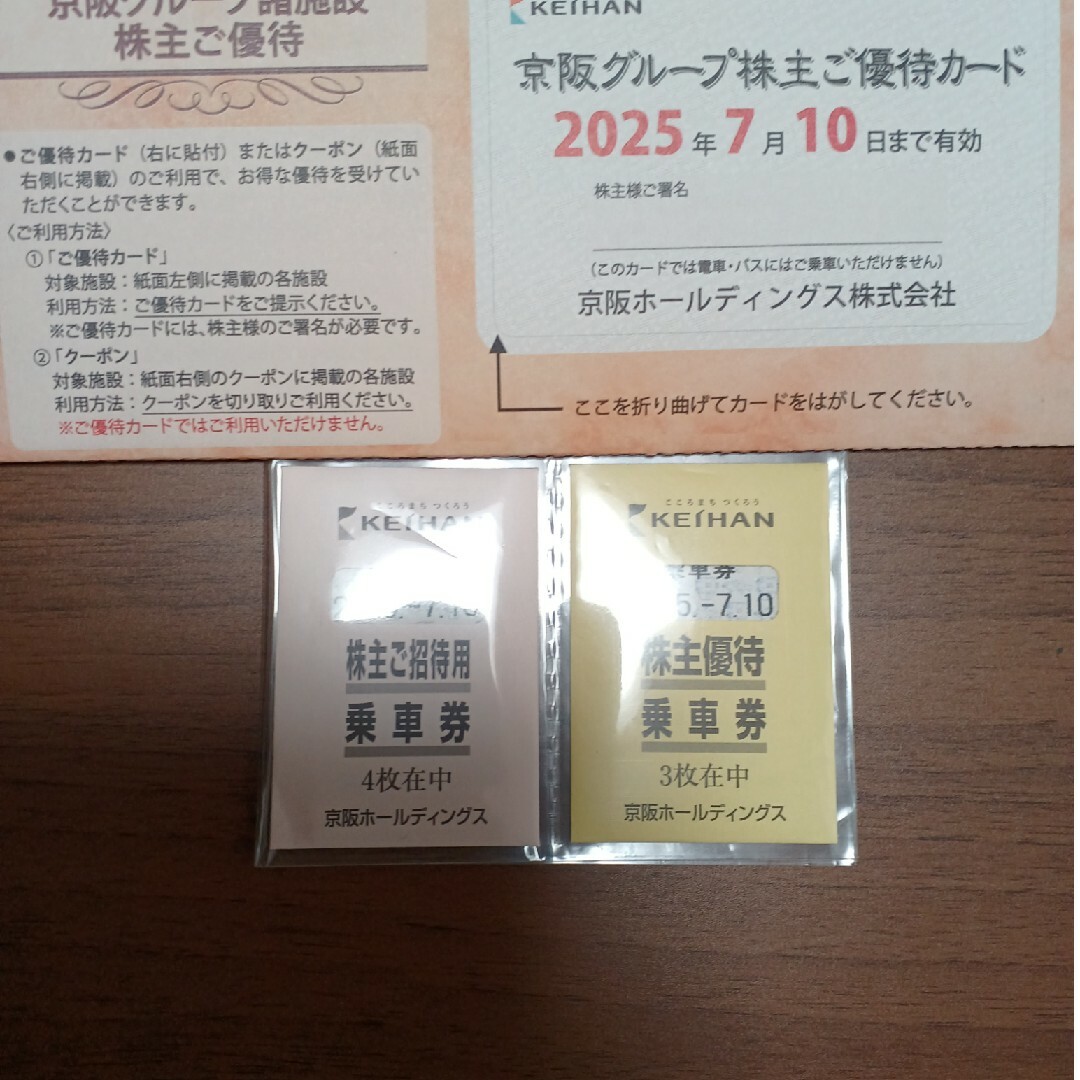 京阪グループ諸施設
株主ご優待
●ご優待カード（右に貼付）またはクーポン（紙面
右側に掲載）のご利用で、お得な優待を受けてい
ただくことができます。
〈ご利用方法〉
①「ご優待カード」
対象施設：紙面左側に掲載の各施設
利用方法：ご優待カードをご提示ください。
※ご優待カードには、株主様のご署名が必要です。
②「クーポン」
対象施設：紙面右側のクーポンに掲載の各施設
利用方法：クーポンを切り取りご利用ください。
※ご優待カードではご利用いただけません。
KEIHAN
京阪グループ株主ご優待カード
2025年7月10日まで有効
株主様ご署名
（このカードでは電車・バスにはご乗車いただけません）
京阪ホールディングス株式会社
ここを折り曲げてカードをはがしてください。
こころまち つくろう
KEIHAN
-7.10
株主ご招待用
乗車券
4枚在中
京阪ホールディングス
こころまち つくろう
KEIHAN
車券
5.-7.10
株主優待
乗車券
3枚在中
京阪ホールディングス